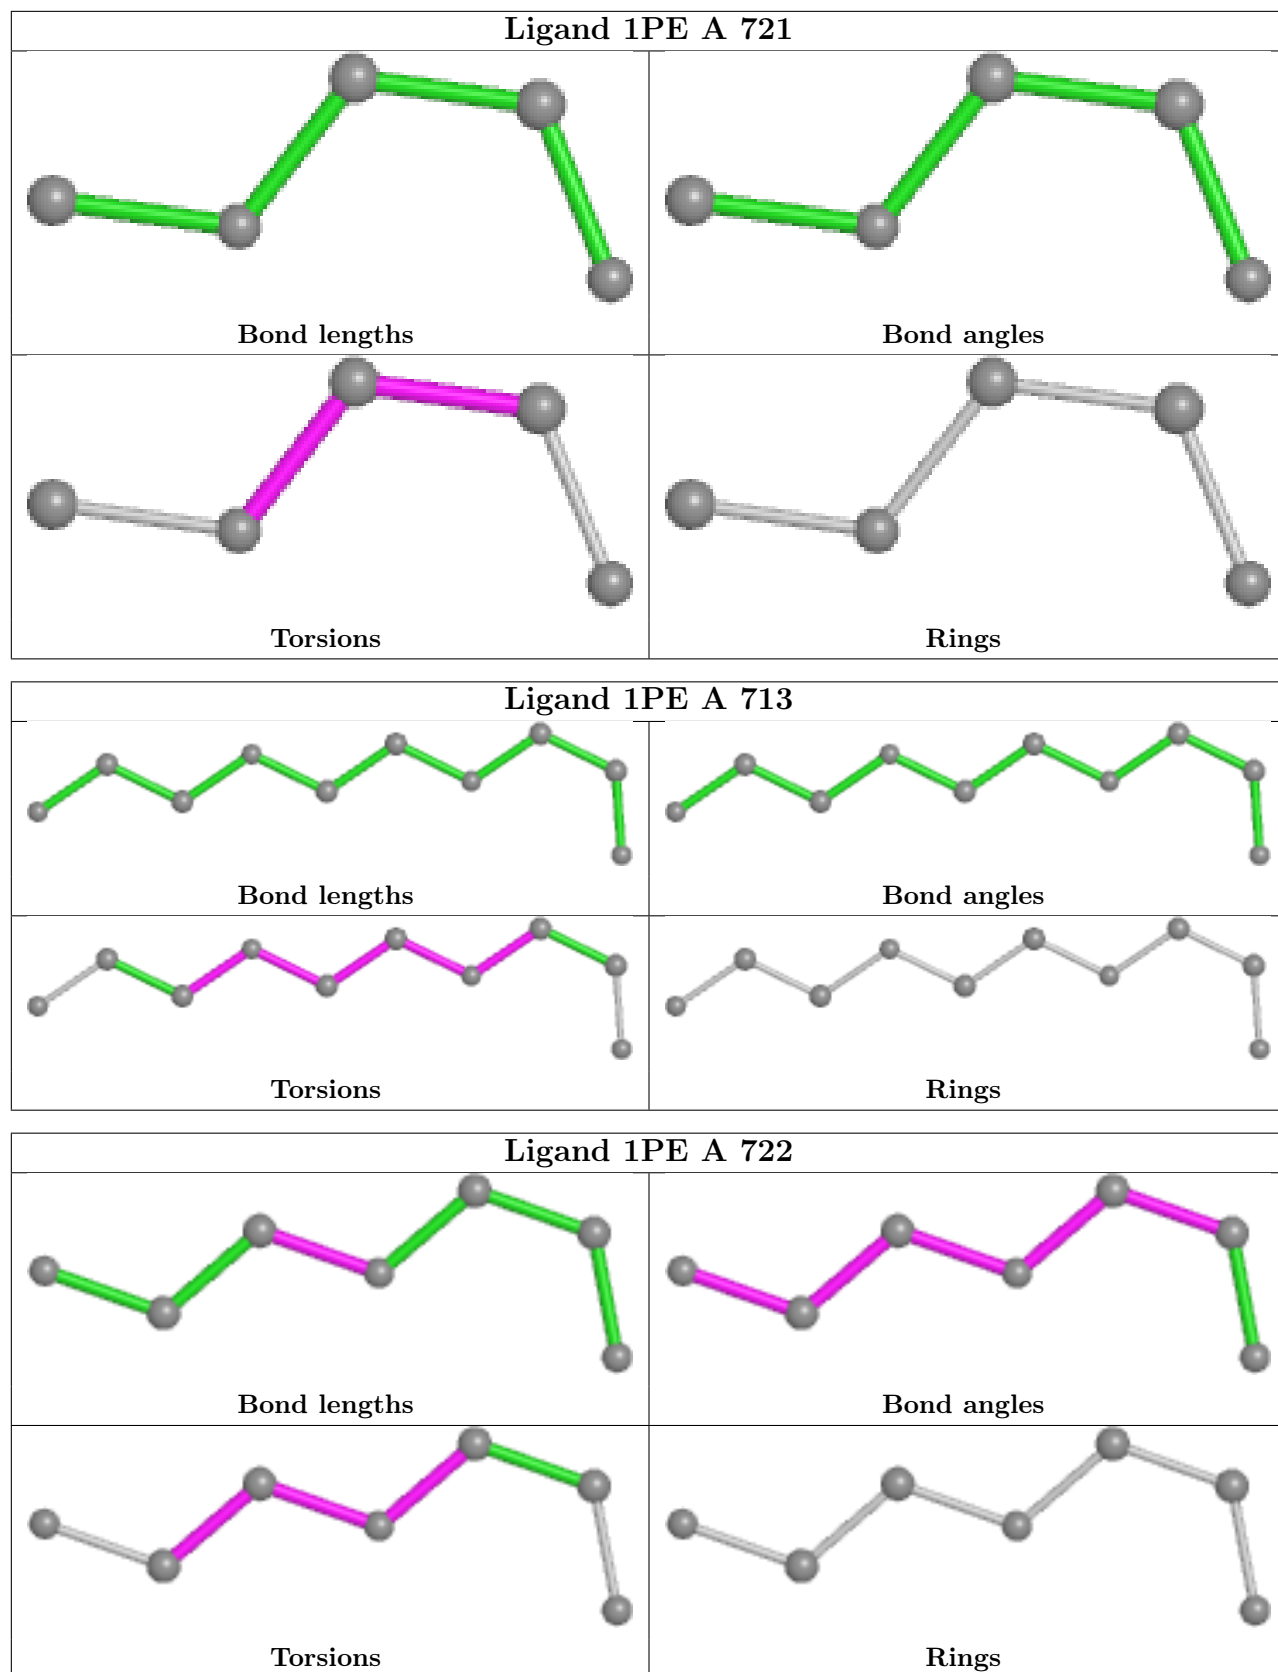 Ligand 1PE A 721
Bond lengths
Bond angles
Torsions
Rings
Ligand 1PE A 713
Bond lengths
Bond angles
Torsions
Rings
Ligand 1PE A 722
Bond lengths
Bond angles
Torsions
Rings